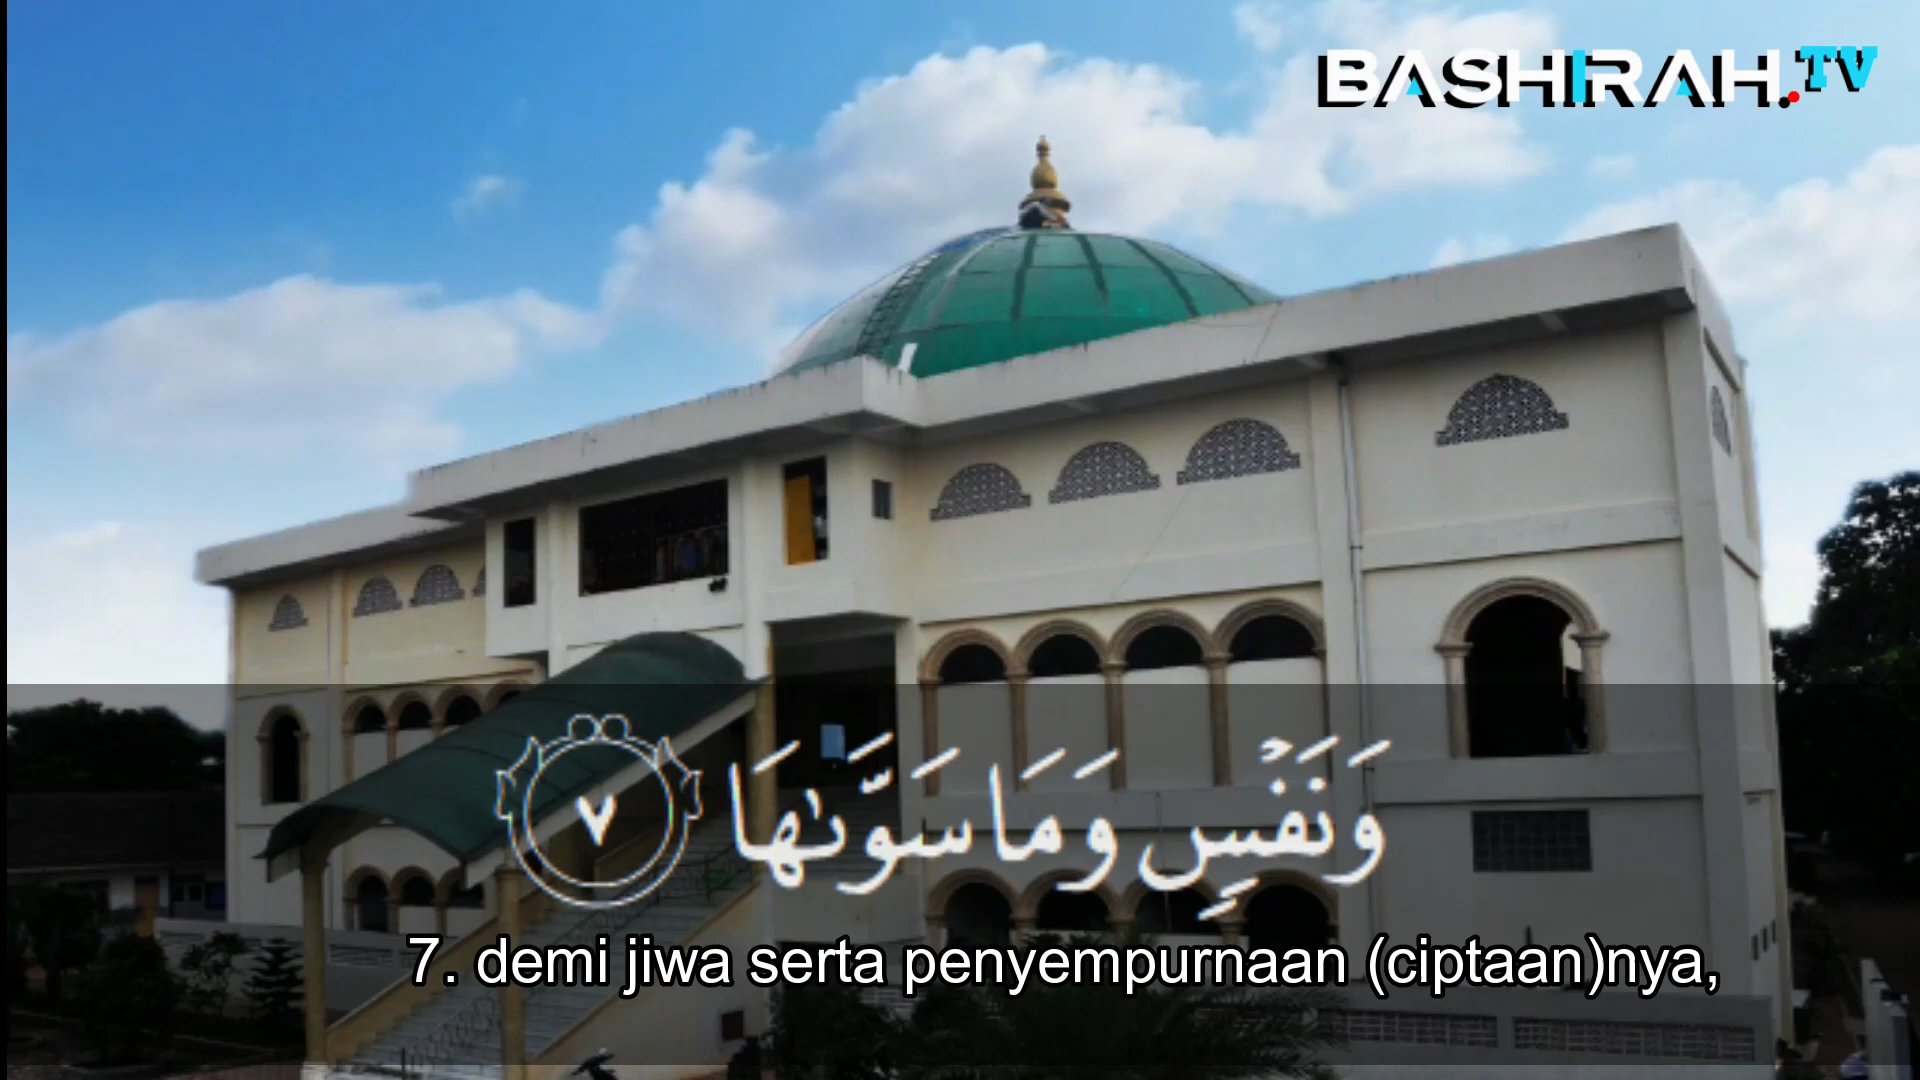 BASHIRAH.TV
وَنَفْسٍ وَمَا سَوَّىٰهَا ٧
7. demi jiwa serta penyempurnaan (ciptaan)nya,